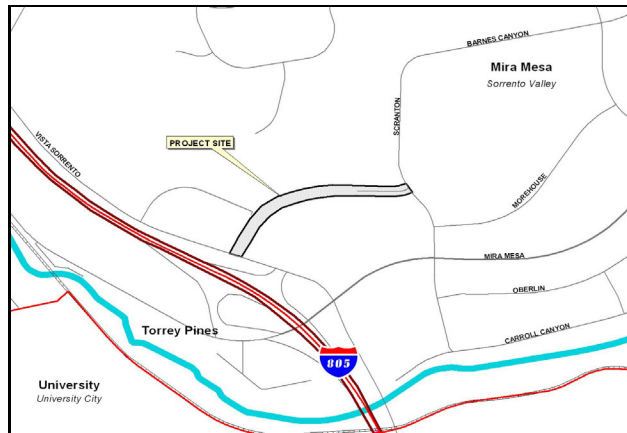 BARNES CANYON
Mira Mesa
Sorrento Valley
SCRANTON
VISTA SORRENTO
PROJECT SITE
MOREHOUSE
MIRA MESA
OBERLIN
Torrey Pines
CARROLL CANYON
805
University
University City